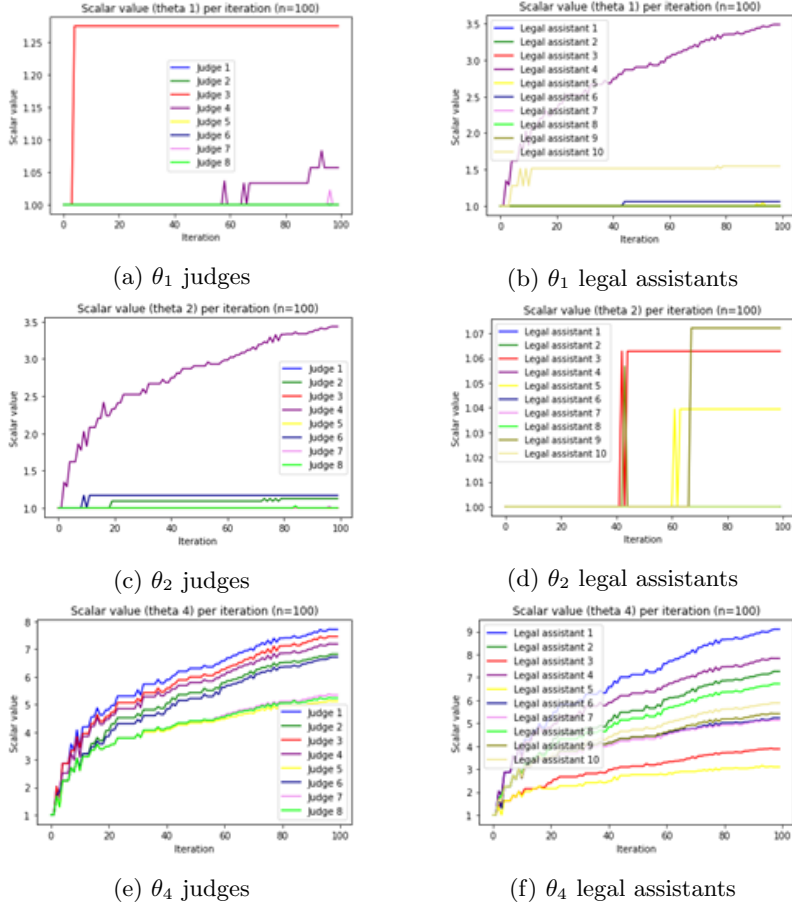 Scalar value (theta 1) per iteration (n=100)
Scalar value
1.25
1.20
1.15
1.10
1.05
1.00
Judge 1
Judge 2
Judge 3
Judge 4
Judge 5
Judge 6
Judge 7
Judge 8
0 20 40 60 80 100
Iteration
(a) θ₁ judges
Scalar value (theta 1) per iteration (n=100)
Scalar value
3.5
3.0
2.5
2.0
1.5
1.0
Legal assistant 1
Legal assistant 2
Legal assistant 3
Legal assistant 4
Legal assistant 5
Legal assistant 6
Legal assistant 7
Legal assistant 8
Legal assistant 9
Legal assistant 10
0 20 40 60 80 100
Iteration
(b) θ₁ legal assistants
Scalar value (theta 2) per iteration (n=100)
Scalar value
3.5
3.0
2.5
2.0
1.5
1.0
Judge 1
Judge 2
Judge 3
Judge 4
Judge 5
Judge 6
Judge 7
Judge 8
0 20 40 60 80 100
Iteration
(c) θ₂ judges
Scalar value (theta 2) per iteration (n=100)
Scalar value
1.07
1.06
1.05
1.04
1.03
1.02
1.01
1.00
Legal assistant 1
Legal assistant 2
Legal assistant 3
Legal assistant 4
Legal assistant 5
Legal assistant 6
Legal assistant 7
Legal assistant 8
Legal assistant 9
Legal assistant 10
0 20 40 60 80 100
Iteration
(d) θ₂ legal assistants
Scalar value (theta 4) per iteration (n=100)
Scalar value
8
7
6
5
4
3
2
1
Judge 1
Judge 2
Judge 3
Judge 4
Judge 5
Judge 6
Judge 7
Judge 8
0 20 40 60 80 100
Iteration
(e) θ₄ judges
Scalar value (theta 4) per iteration (n=100)
Scalar value
9
8
7
6
5
4
3
2
1
Legal assistant 1
Legal assistant 2
Legal assistant 3
Legal assistant 4
Legal assistant 5
Legal assistant 6
Legal assistant 7
Legal assistant 8
Legal assistant 9
Legal assistant 10
0 20 40 60 80 100
Iteration
(f) θ₄ legal assistants